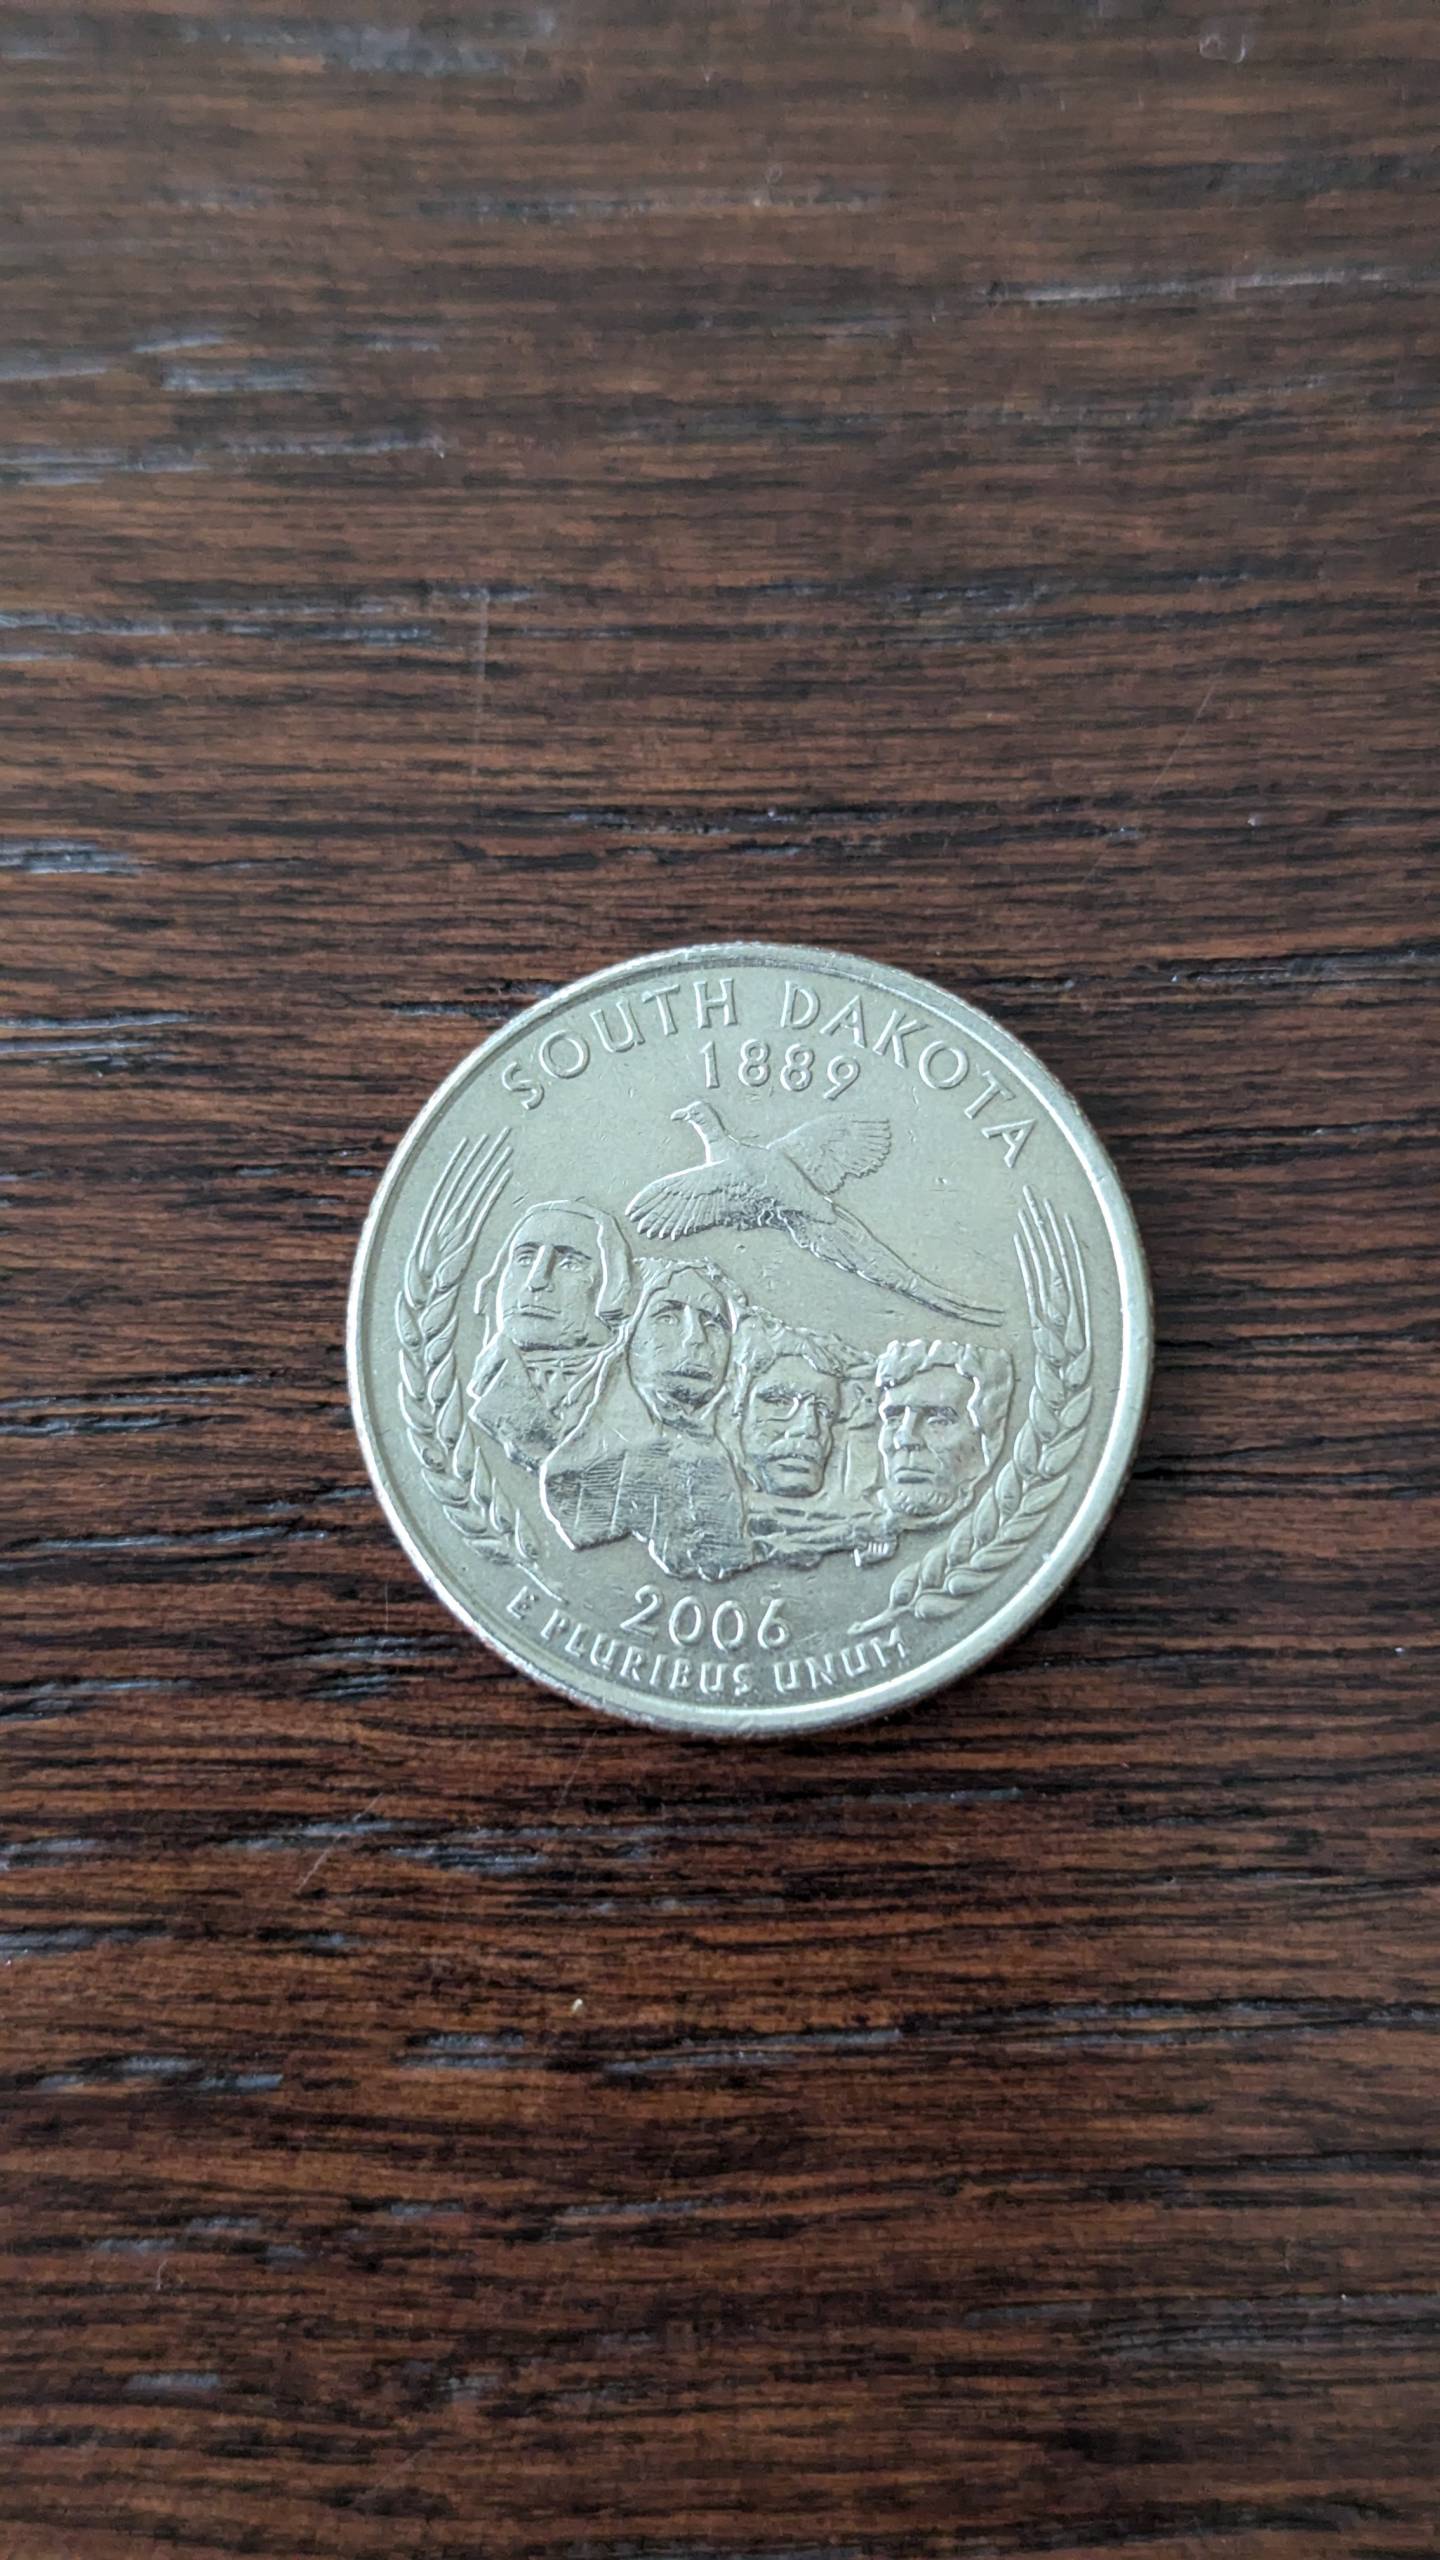 SOUTH DAKOTA
1889
2006
E PLURIBUS UNUM